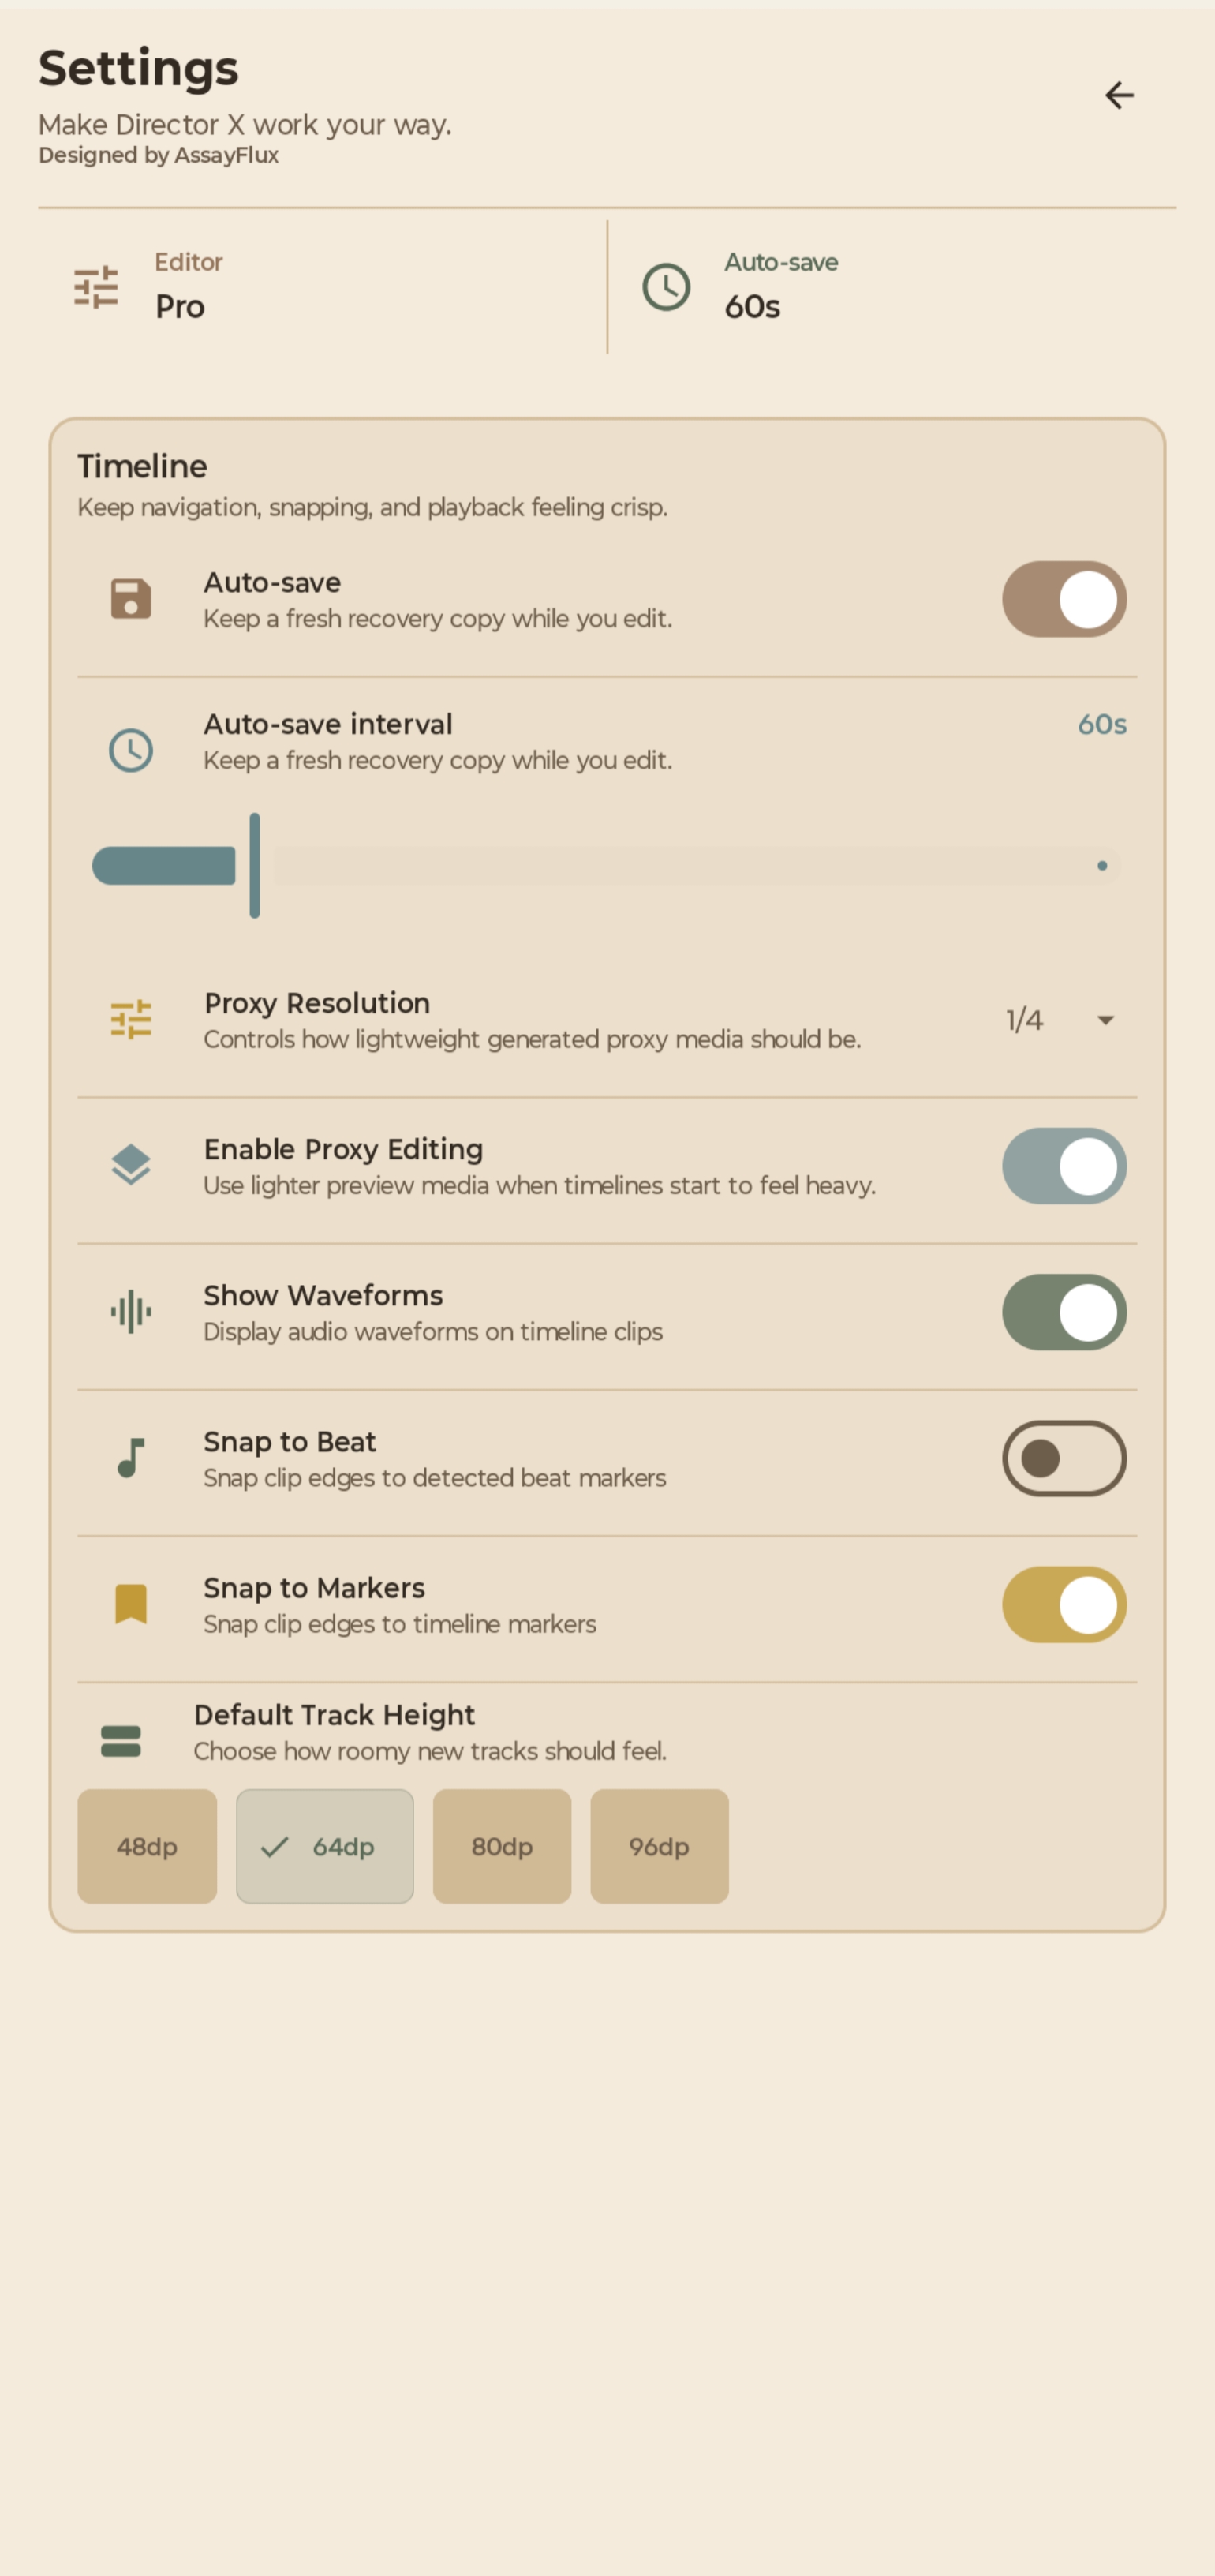 Settings
Make Director X work your way.
Designed by AssayFlux
Editor
Pro
Auto-save
60s
Timeline
Keep navigation, snapping, and playback feeling crisp.
Auto-save
Keep a fresh recovery copy while you edit.
Auto-save interval
60s
Keep a fresh recovery copy while you edit.
Proxy Resolution
Controls how lightweight generated proxy media should be.
1/4
Enable Proxy Editing
Use lighter preview media when timelines start to feel heavy.
Show Waveforms
Display audio waveforms on timeline clips
Snap to Beat
Snap clip edges to detected beat markers
Snap to Markers
Snap clip edges to timeline markers
Default Track Height
Choose how roomy new tracks should feel.
48dp
64dp
80dp
96dp